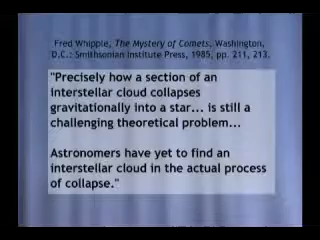 Fred Whipple, The Mystery of Comets, Washington,
D.C.: Smithsonian Institute Press, 1985, pp. 211, 213.
"Precisely how a section of an
interstellar cloud collapses
gravitationally into a star... is still a
challenging theoretical problem...
Astronomers have yet to find an
interstellar cloud in the actual process
of collapse."